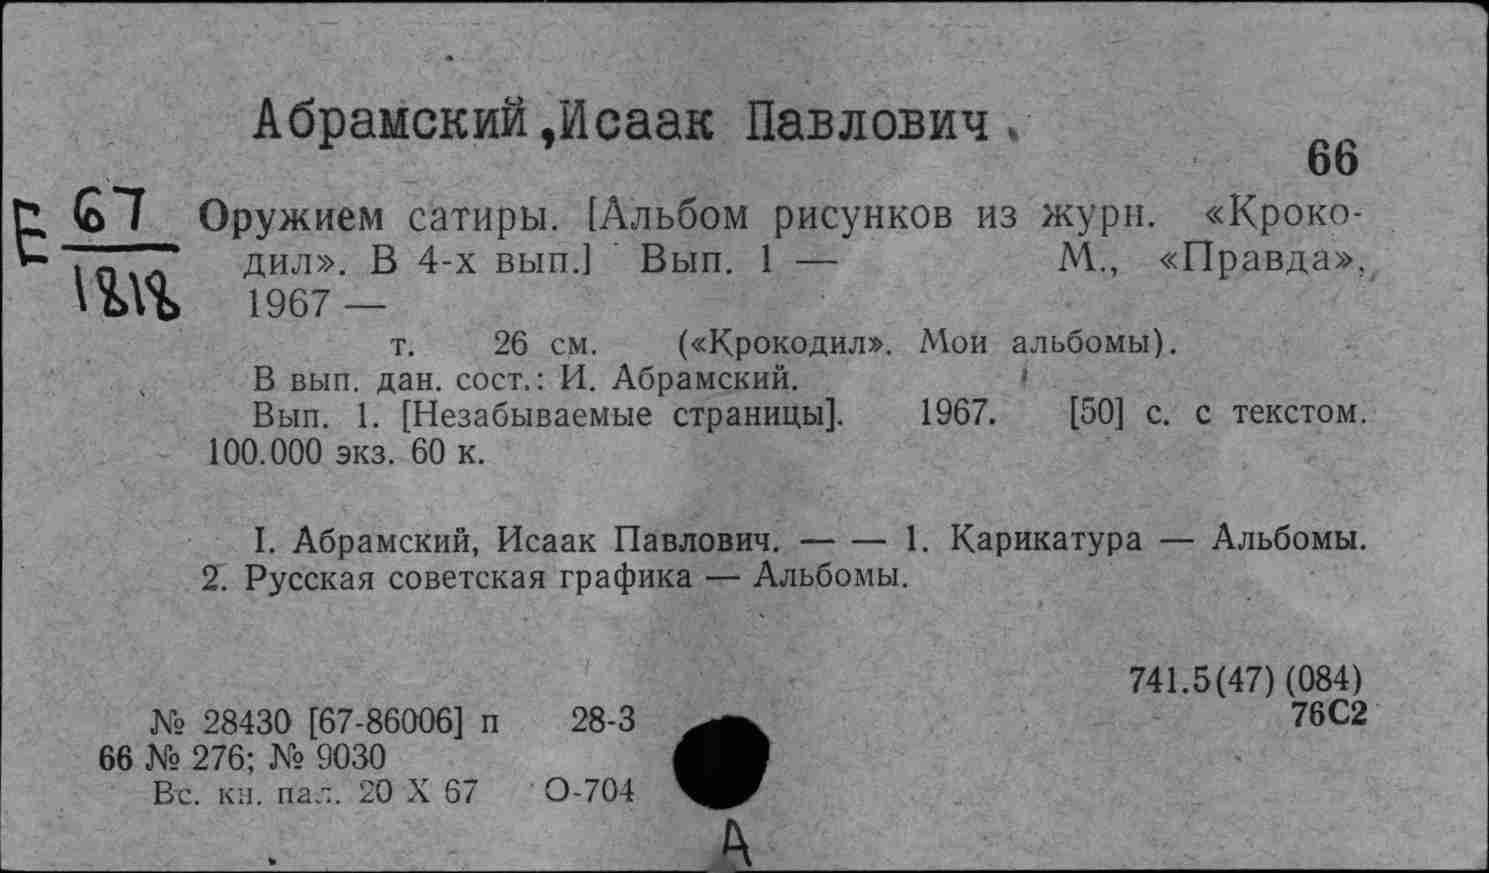 Абрамский,Исаак Павлович.
66
Е 67
1818
Оружием сатиры. [Альбом рисунков из журн. «Кроко-
дил». В 4-х вып.] Вып. 1 — М., «Правда»,
1967 —
т. 26 см. («Крокодил». Мои альбомы).
В вып. дан. сост.: И. Абрамский.
Вып. 1. [Незабываемые страницы]. 1967. [50] с. с текстом.
100.000 экз. 60 к.
I. Абрамский, Исаак Павлович. — — 1. Карикатура — Альбомы.
2. Русская советская графика — Альбомы.
741.5(47) (084)
76С2
№ 28430 [67-86006] п 28-3
66 № 276; № 9030
Вс. кн. пал. 20 X 67 О-704
А